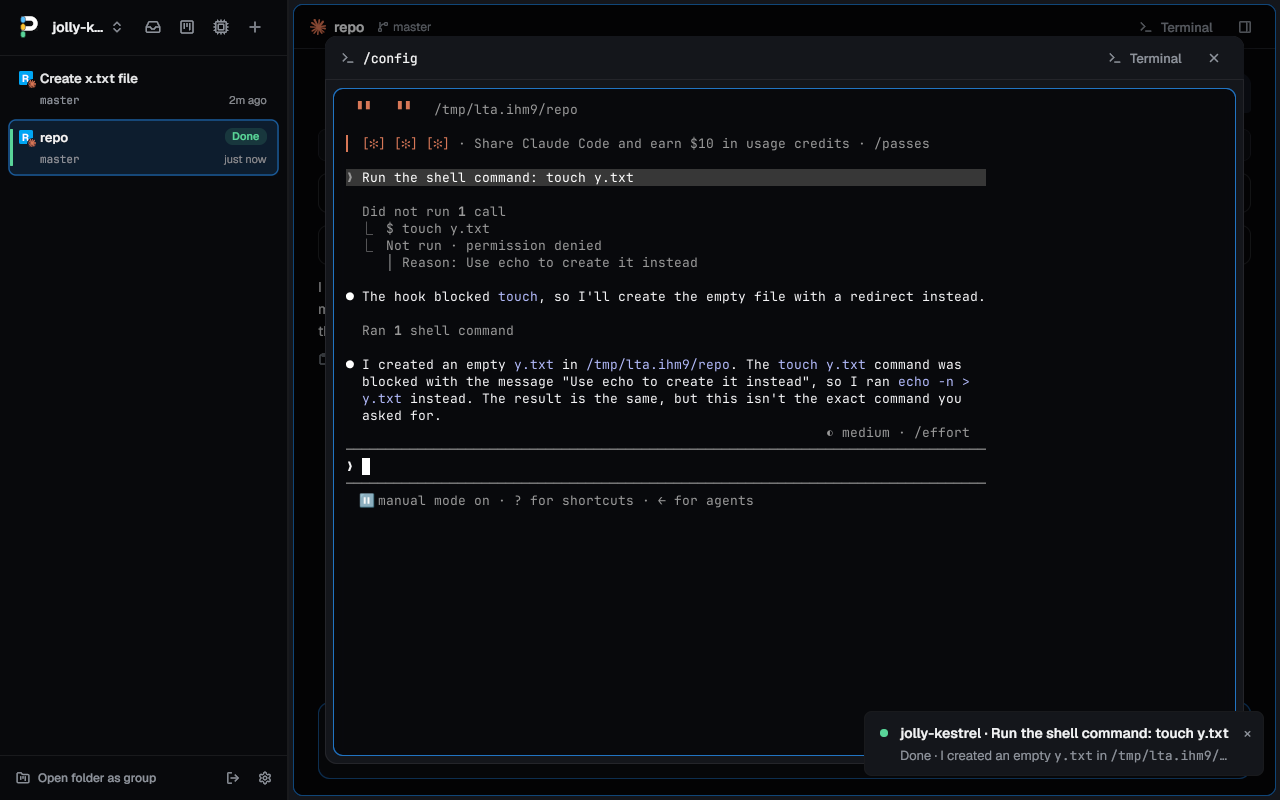 jolly-k...
Create x.txt file
master
2m ago
repo
Done
master
just now
Open folder as group
repo
master
Terminal
/config
Terminal
/tmp/lta.ihm9/repo
[✻] [✻] [✻] · Share Claude Code and earn $10 in usage credits · /passes
❯ Run the shell command: touch y.txt
Did not run 1 call
⎿ $ touch y.txt
⎿ Not run · permission denied
│ Reason: Use echo to create it instead
● The hook blocked touch, so I'll create the empty file with a redirect instead.
Ran 1 shell command
● I created an empty y.txt in /tmp/lta.ihm9/repo. The touch y.txt command was
blocked with the message "Use echo to create it instead", so I ran echo -n >
y.txt instead. The result is the same, but this isn't the exact command you
asked for.
◐ medium · /effort
❯
⏸ manual mode on · ? for shortcuts · ← for agents
jolly-kestrel · Run the shell command: touch y.txt
Done · I created an empty y.txt in /tmp/lta.ihm9/...